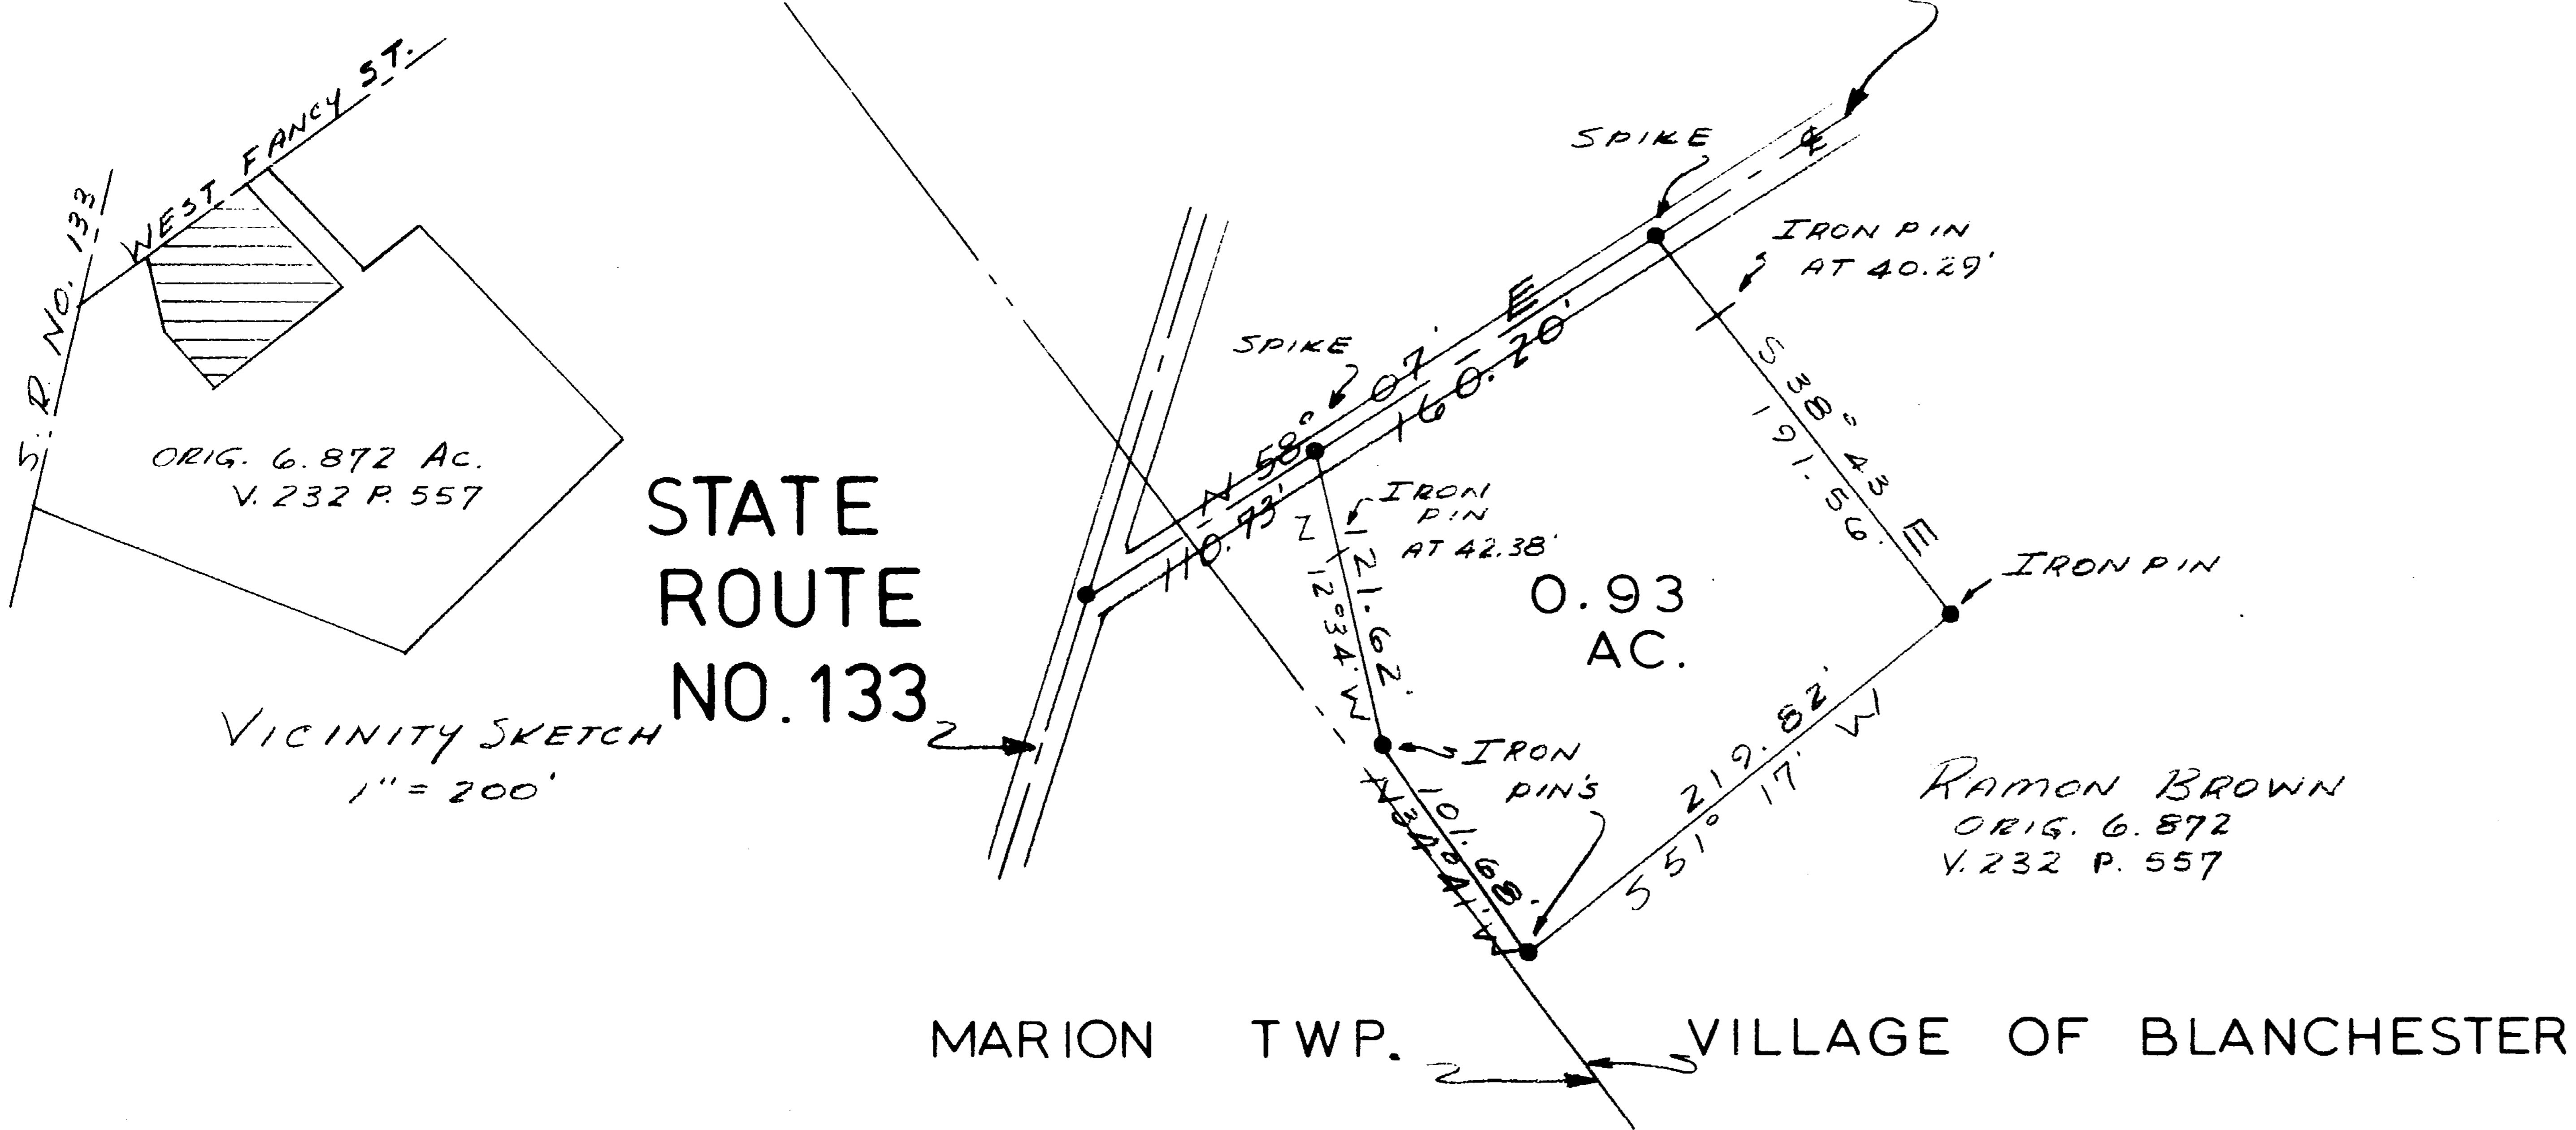 WEST FANCY ST.
S. R. NO. 133
ORIG. 6.872 AC.
V. 232 P. 557
VICINITY SKETCH
1" = 200'
STATE
ROUTE
NO. 133
SPIKE
℄
IRON PIN
AT 40.29'
SPIKE
N 58° 07' E
110.73'
160.20'
S 38° 43 E
191.56'
IRON
PIN
AT 42.38'
N 12° 34' W
121.62'
0.93
AC.
IRON PIN
IRON
PIN'S
N 34° 41' W
101.68'
219.82'
S 51° 17' W
RAMON BROWN
ORIG. 6.872
V. 232 P. 557
MARION TWP.
VILLAGE OF BLANCHESTER